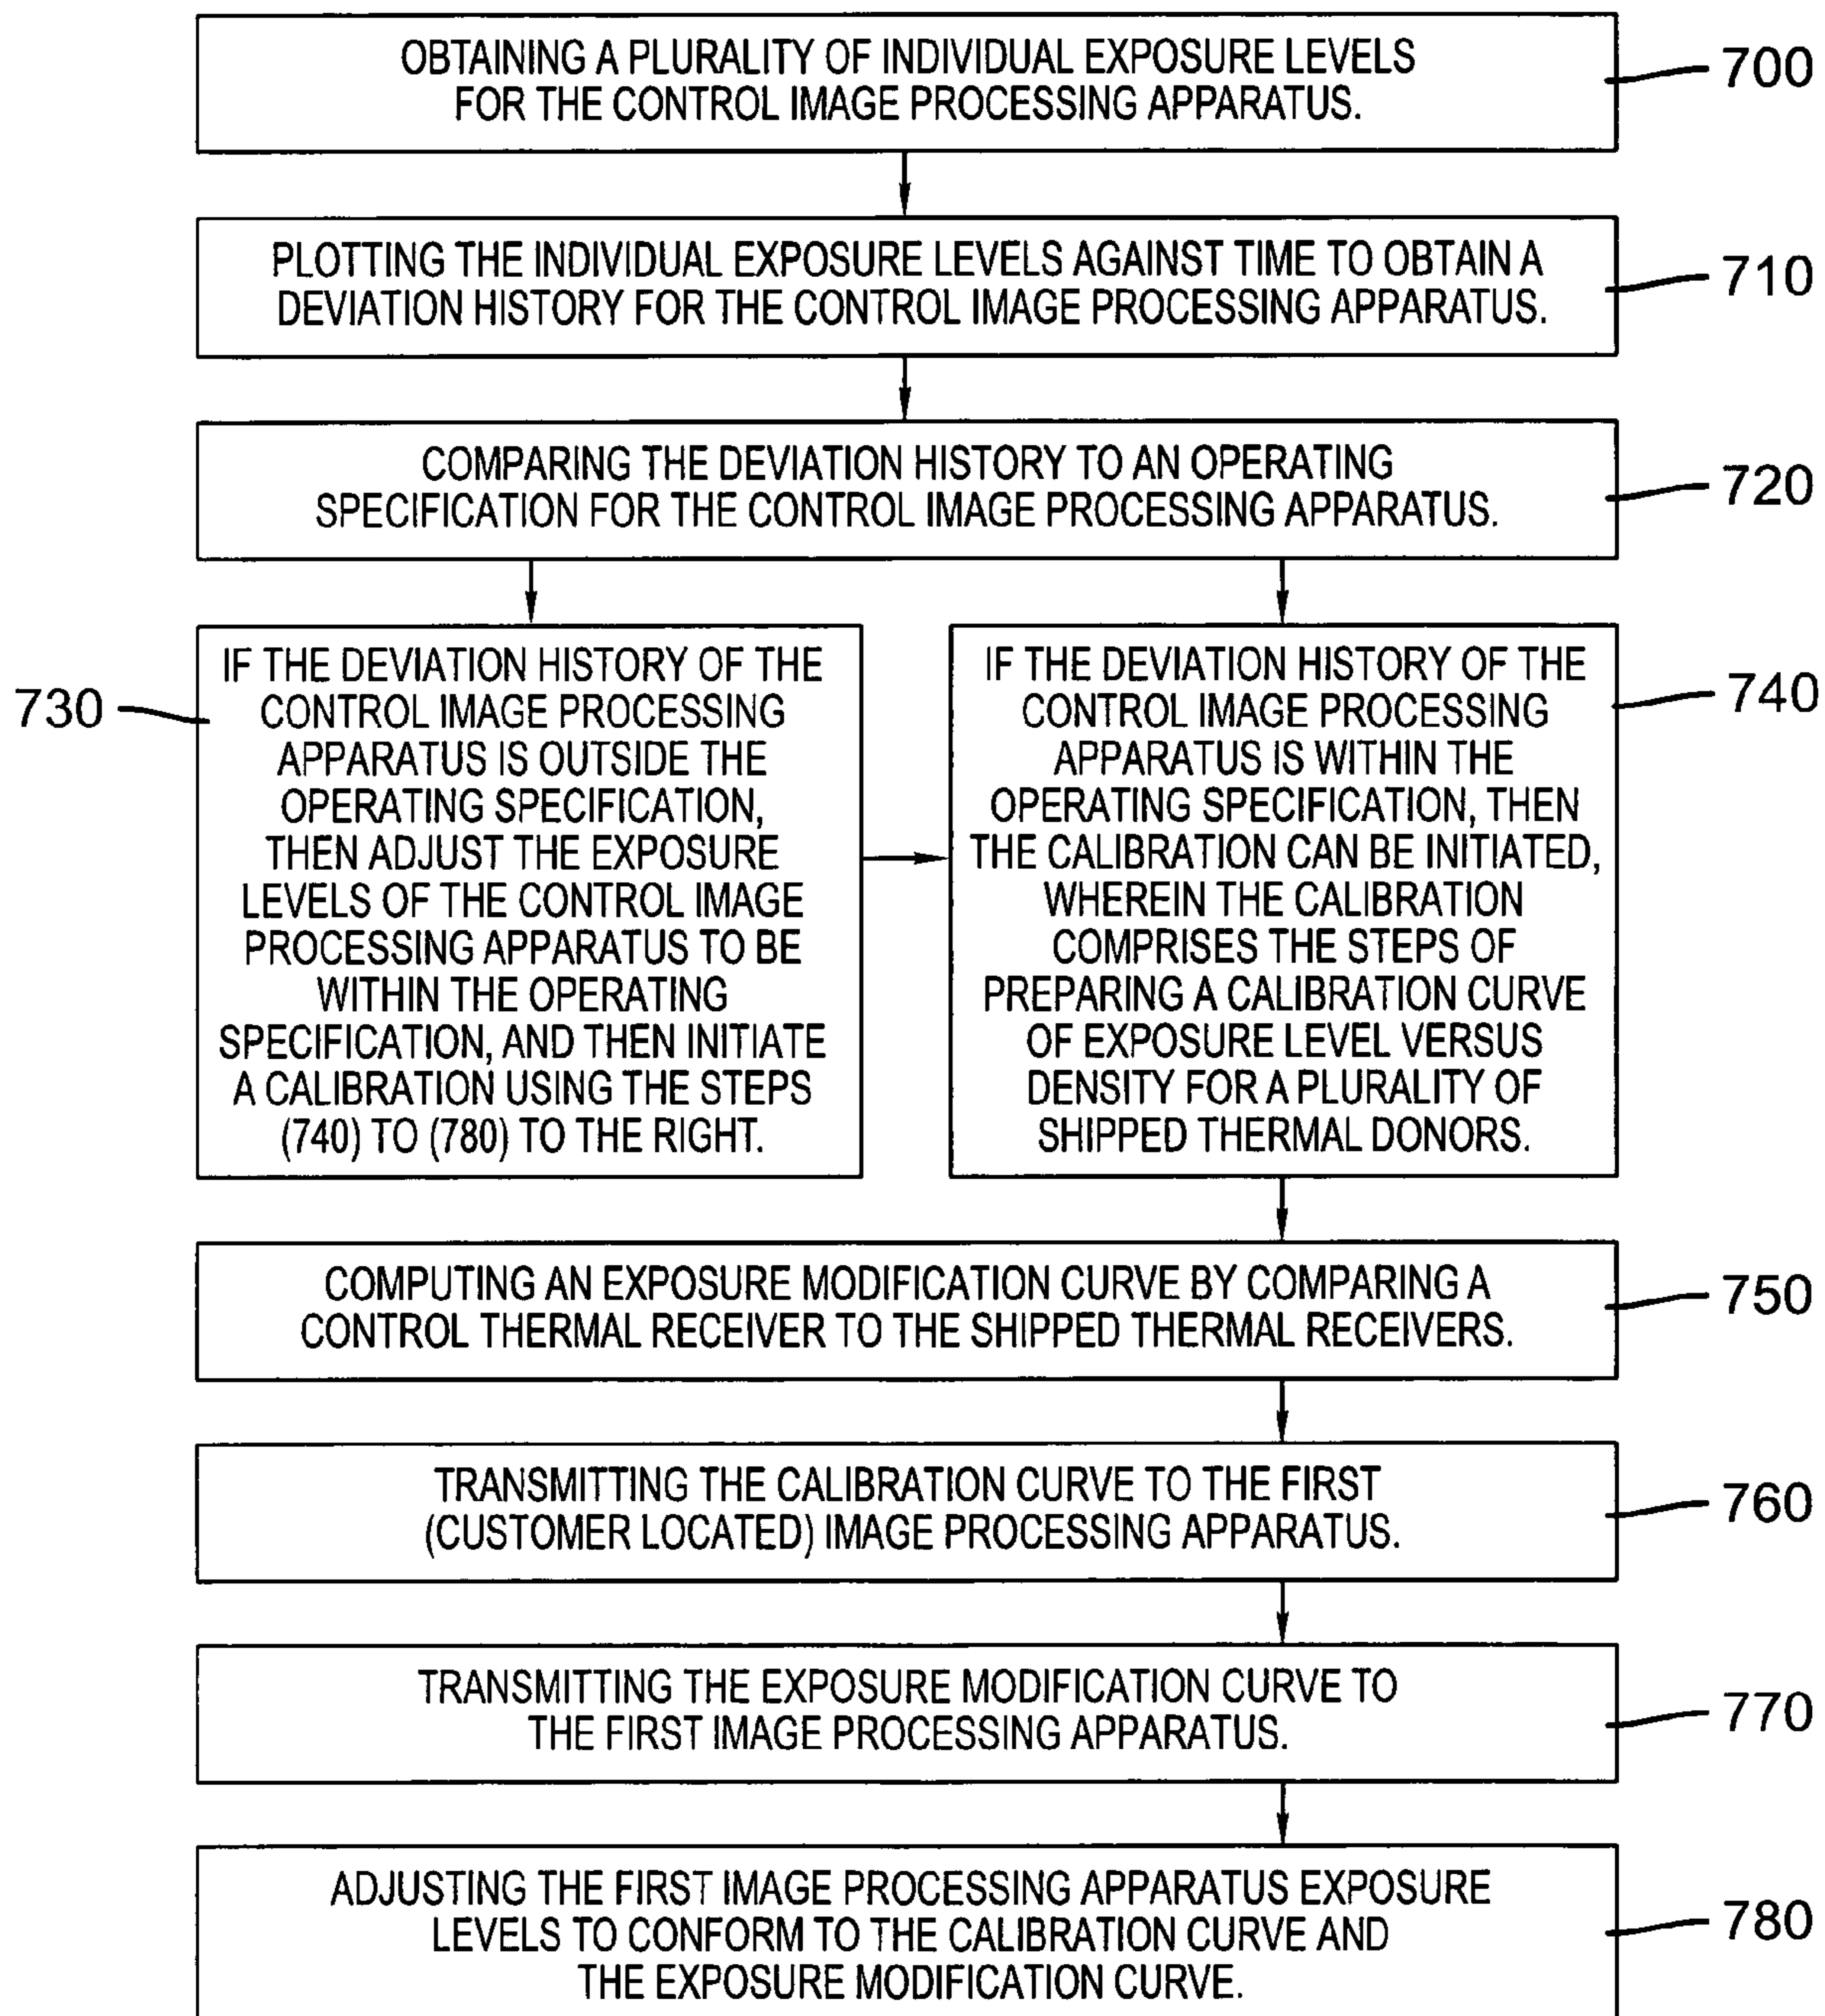 OBTAINING A PLURALITY OF INDIVIDUAL EXPOSURE LEVELS
FOR THE CONTROL IMAGE PROCESSING APPARATUS.
700
PLOTTING THE INDIVIDUAL EXPOSURE LEVELS AGAINST TIME TO OBTAIN A
DEVIATION HISTORY FOR THE CONTROL IMAGE PROCESSING APPARATUS.
710
COMPARING THE DEVIATION HISTORY TO AN OPERATING
SPECIFICATION FOR THE CONTROL IMAGE PROCESSING APPARATUS.
720
730
IF THE DEVIATION HISTORY OF THE
CONTROL IMAGE PROCESSING
APPARATUS IS OUTSIDE THE
OPERATING SPECIFICATION,
THEN ADJUST THE EXPOSURE
LEVELS OF THE CONTROL IMAGE
PROCESSING APPARATUS TO BE
WITHIN THE OPERATING
SPECIFICATION, AND THEN INITIATE
A CALIBRATION USING THE STEPS
(740) TO (780) TO THE RIGHT.
IF THE DEVIATION HISTORY OF THE
CONTROL IMAGE PROCESSING
APPARATUS IS WITHIN THE
OPERATING SPECIFICATION, THEN
THE CALIBRATION CAN BE INITIATED,
WHEREIN THE CALIBRATION
COMPRISES THE STEPS OF
PREPARING A CALIBRATION CURVE
OF EXPOSURE LEVEL VERSUS
DENSITY FOR A PLURALITY OF
SHIPPED THERMAL DONORS.
740
COMPUTING AN EXPOSURE MODIFICATION CURVE BY COMPARING A
CONTROL THERMAL RECEIVER TO THE SHIPPED THERMAL RECEIVERS.
750
TRANSMITTING THE CALIBRATION CURVE TO THE FIRST
(CUSTOMER LOCATED) IMAGE PROCESSING APPARATUS.
760
TRANSMITTING THE EXPOSURE MODIFICATION CURVE TO
THE FIRST IMAGE PROCESSING APPARATUS.
770
ADJUSTING THE FIRST IMAGE PROCESSING APPARATUS EXPOSURE
LEVELS TO CONFORM TO THE CALIBRATION CURVE AND
THE EXPOSURE MODIFICATION CURVE.
780